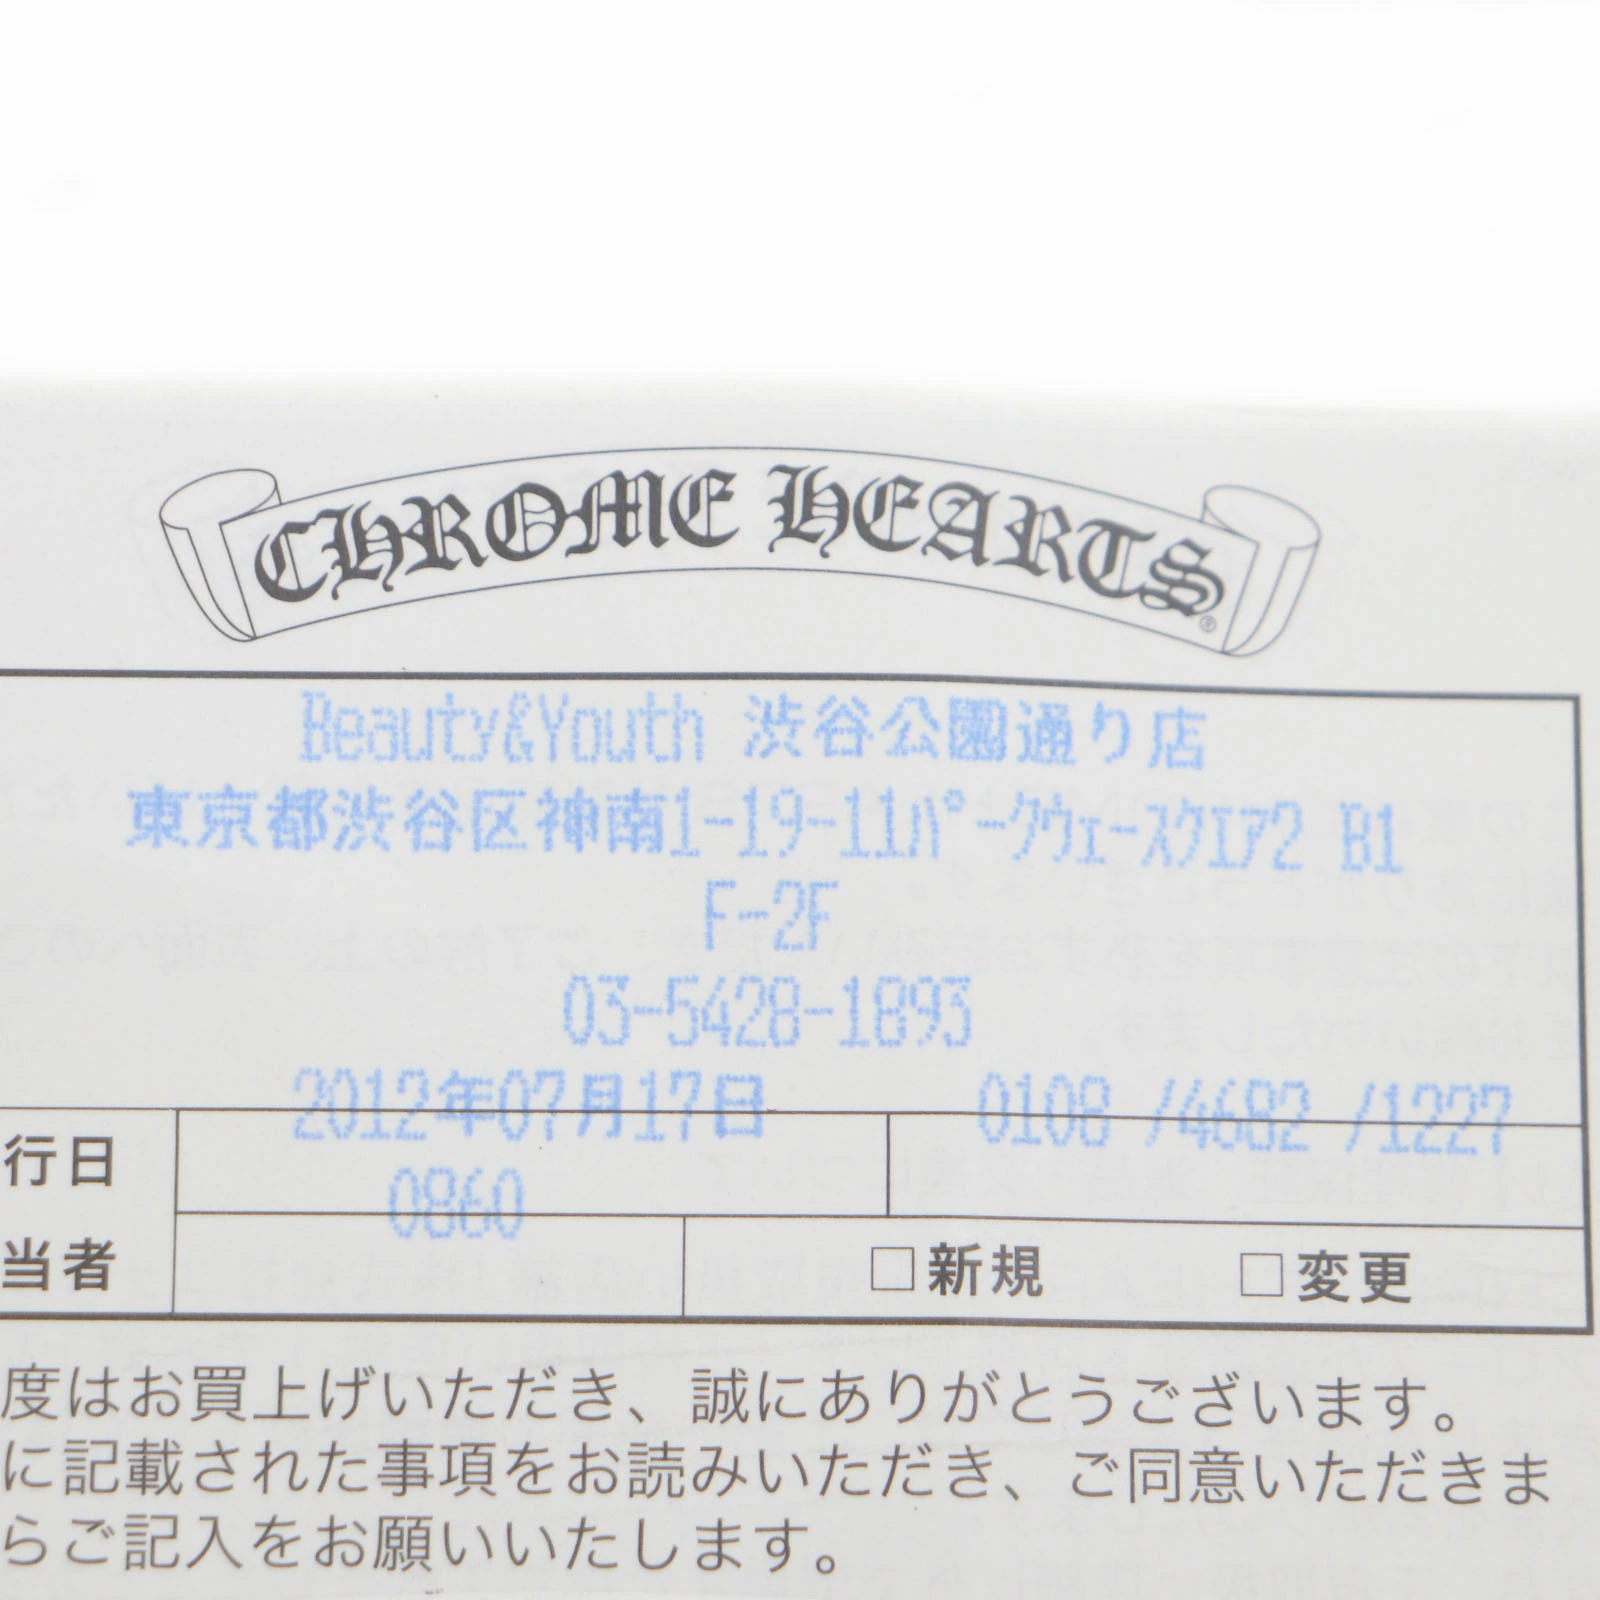 CHROME HEARTS®
Beauty&Youth 渋谷公園通り店
東京都渋谷区神南1-19-11ﾊﾟｰｸｳｪｰｽｸｴｱ2 B1
F-2F
03-5428-1893
2012年07月17日 0108 /4682 /1227
行日
0860
当者 □新規 □変更
度はお買上げいただき、誠にありがとうございます。
に記載された事項をお読みいただき、ご同意いただきま
らご記入をお願いいたします。